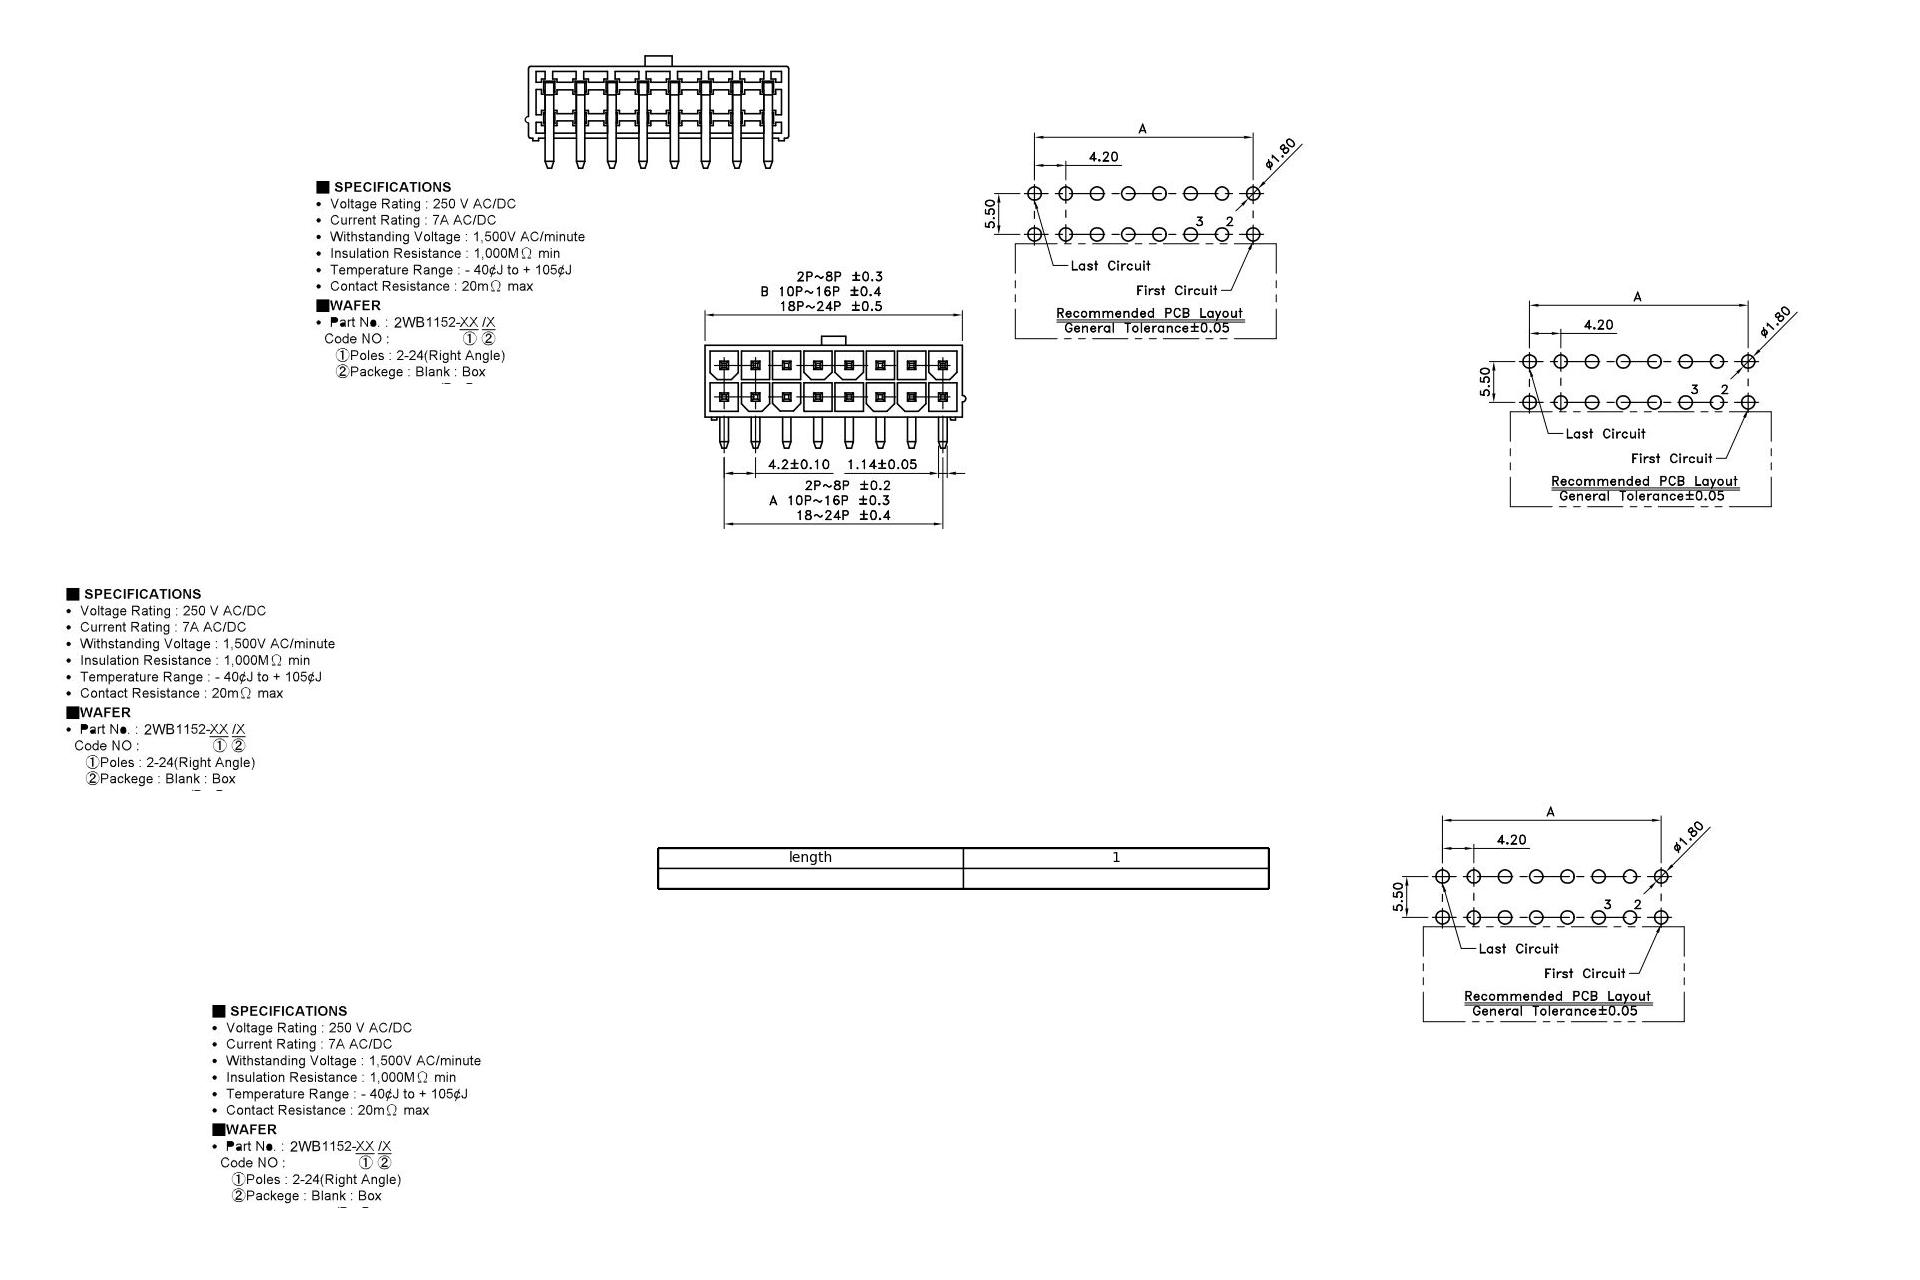 ■ SPECIFICATIONS
• Voltage Rating : 250 V AC/DC
• Current Rating : 7A AC/DC
• Withstanding Voltage : 1,500V AC/minute
• Insulation Resistance : 1,000MΩ min
• Temperature Range : - 40¢J to + 105¢J
• Contact Resistance : 20mΩ max
■WAFER
• Part No. : 2WB1152-XX /X
Code NO : ① ②
①Poles : 2-24(Right Angle)
②Packege : Blank : Box
A
4.20
ø1.80
5.50
3 2
Last Circuit
First Circuit
Recommended PCB Layout
General Tolerance±0.05
2P~8P ±0.3
B 10P~16P ±0.4
18P~24P ±0.5
4.2±0.10 1.14±0.05
2P~8P ±0.2
A 10P~16P ±0.3
18~24P ±0.4
A
4.20
ø1.80
5.50
3 2
Last Circuit
First Circuit
Recommended PCB Layout
General Tolerance±0.05
■ SPECIFICATIONS
• Voltage Rating : 250 V AC/DC
• Current Rating : 7A AC/DC
• Withstanding Voltage : 1,500V AC/minute
• Insulation Resistance : 1,000MΩ min
• Temperature Range : - 40¢J to + 105¢J
• Contact Resistance : 20mΩ max
■WAFER
• Part No. : 2WB1152-XX /X
Code NO : ① ②
①Poles : 2-24(Right Angle)
②Packege : Blank : Box
length 1
A
4.20
ø1.80
5.50
3 2
Last Circuit
First Circuit
Recommended PCB Layout
General Tolerance±0.05
■ SPECIFICATIONS
• Voltage Rating : 250 V AC/DC
• Current Rating : 7A AC/DC
• Withstanding Voltage : 1,500V AC/minute
• Insulation Resistance : 1,000MΩ min
• Temperature Range : - 40¢J to + 105¢J
• Contact Resistance : 20mΩ max
■WAFER
• Part No. : 2WB1152-XX /X
Code NO : ① ②
①Poles : 2-24(Right Angle)
②Packege : Blank : Box